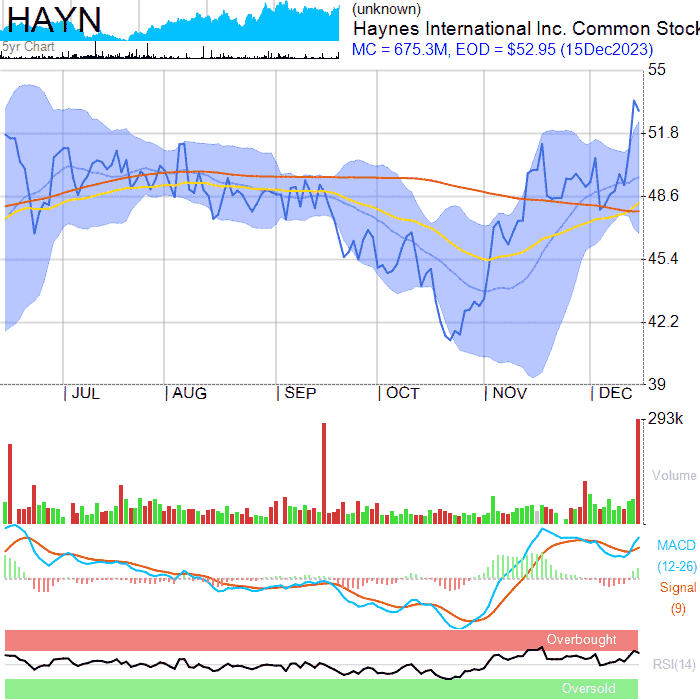 HAYN
5yr Chart
(unknown)
Haynes International Inc. Common Stock
MC = 675.3M, EOD = $52.95 (15Dec2023)
55
51.8
48.6
45.4
42.2
39
JUL AUG SEP OCT NOV DEC
293k
Volume
MACD
(12-26)
Signal
(9)
Overbought
RSI(14)
Oversold